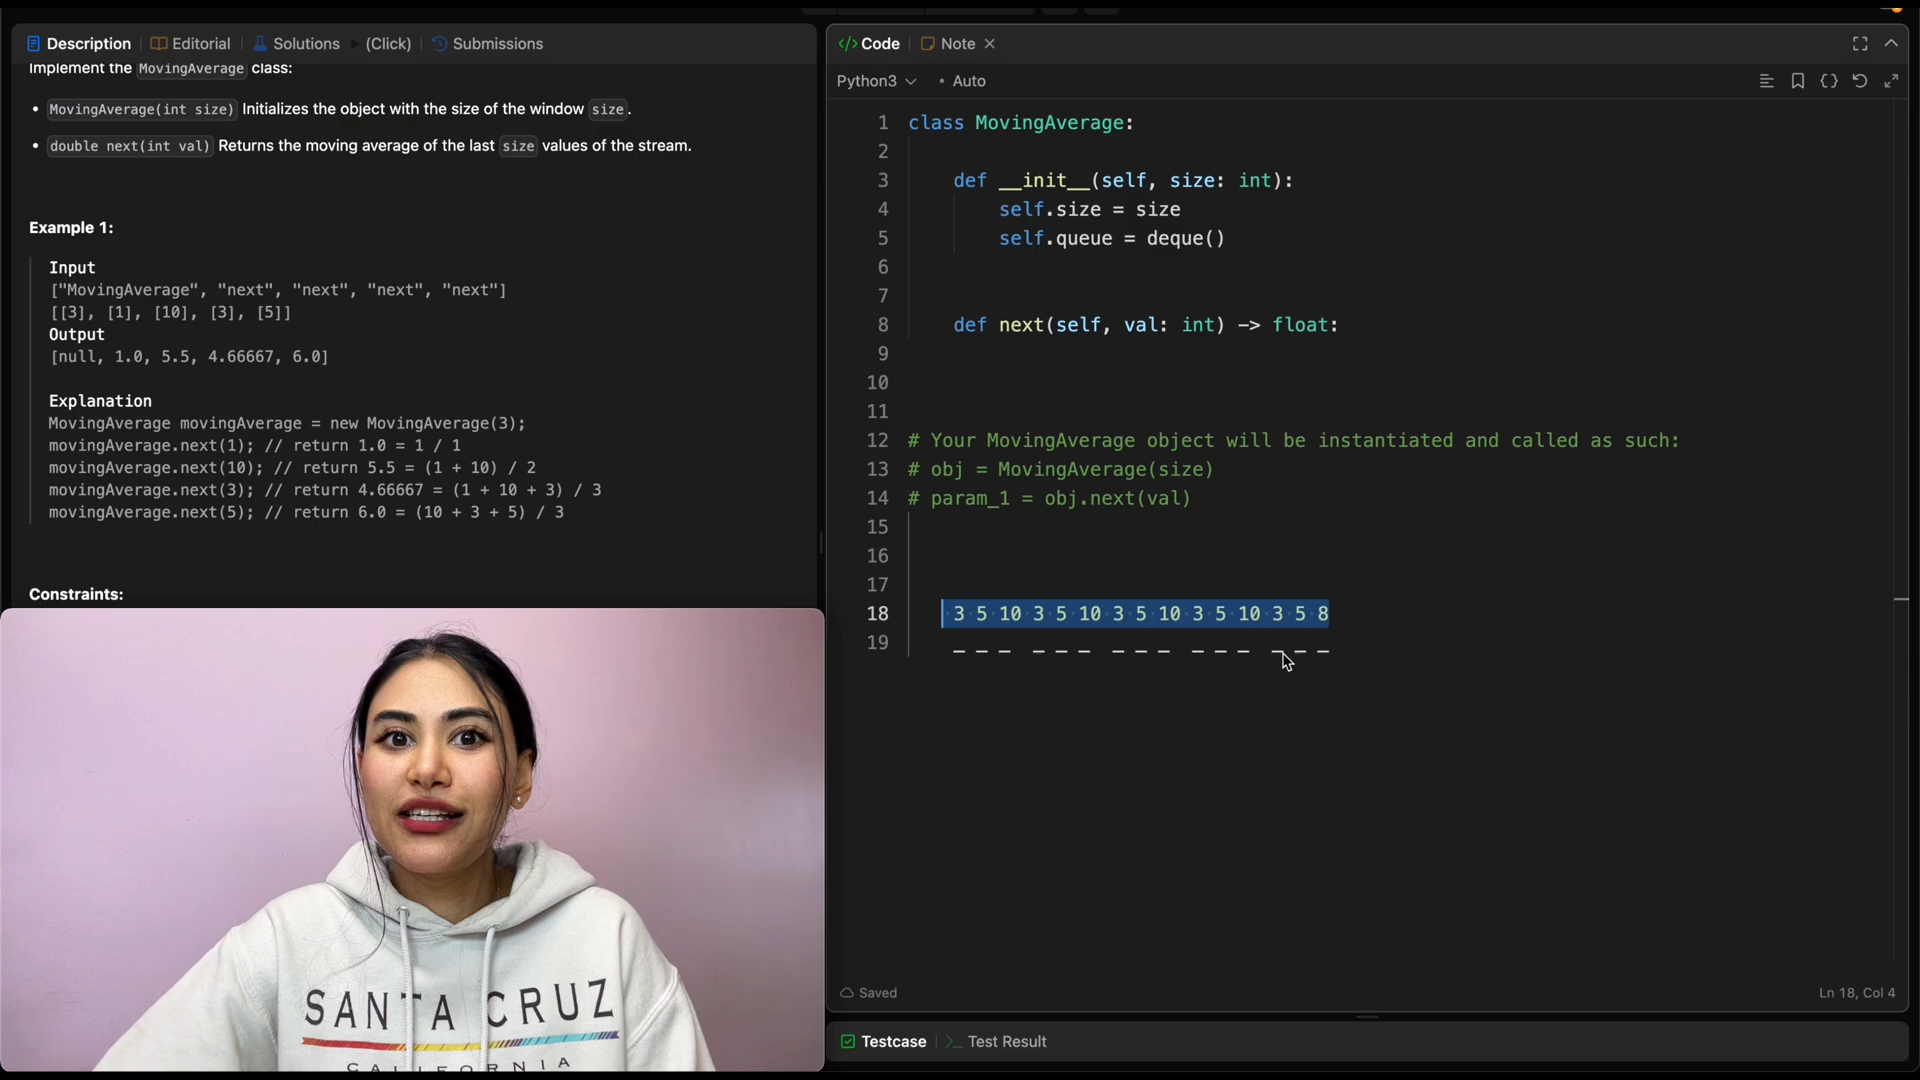 Description
Editorial
Solutions
(Click)
Submissions
Implement the MovingAverage class:
• MovingAverage(int size) Initializes the object with the size of the window size.
• double next(int val) Returns the moving average of the last size values of the stream.
Example 1:
Input
["MovingAverage", "next", "next", "next", "next"]
[[3], [1], [10], [3], [5]]
Output
[null, 1.0, 5.5, 4.66667, 6.0]
Explanation
MovingAverage movingAverage = new MovingAverage(3);
movingAverage.next(1); // return 1.0 = 1 / 1
movingAverage.next(10); // return 5.5 = (1 + 10) / 2
movingAverage.next(3); // return 4.66667 = (1 + 10 + 3) / 3
movingAverage.next(5); // return 6.0 = (10 + 3 + 5) / 3
Constraints:
SANTA CRUZ
CALIFORNIA
</> Code
Note
Python3
• Auto
1 class MovingAverage:
2
3 def __init__(self, size: int):
4 self.size = size
5 self.queue = deque()
6
7
8 def next(self, val: int) -> float:
9
10
11
12 # Your MovingAverage object will be instantiated and called as such:
13 # obj = MovingAverage(size)
14 # param_1 = obj.next(val)
15
16
17
18 3 5 10 3 5 10 3 5 10 3 5 10 3 5 8
19 _ _ _ _ _ _ _ _ _ _ _ _ _ _ _
Saved
Ln 18, Col 4
Testcase
Test Result